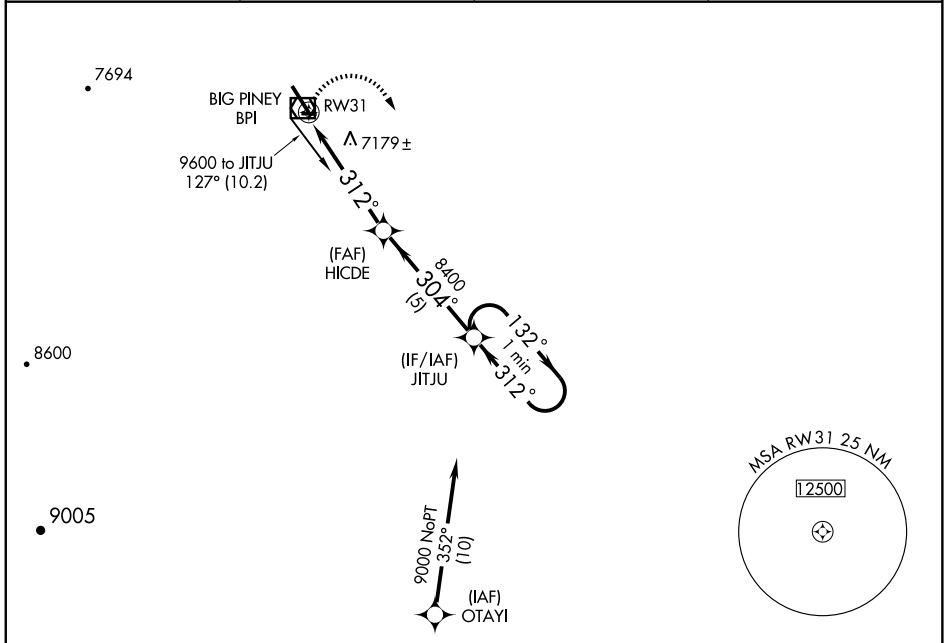 7694
BIG PINEY
BPI
RW31
7179±
9600 to JITJU
127° (10.2)
312°
(FAF)
HICDE
8400
304°
(5)
8600
(IF/IAF)
JITJU
132°
1 min
312°
MSA RW31 25 NM
12500
9005
9000 NoPT
352°
(10)
(IAF)
OTAYI